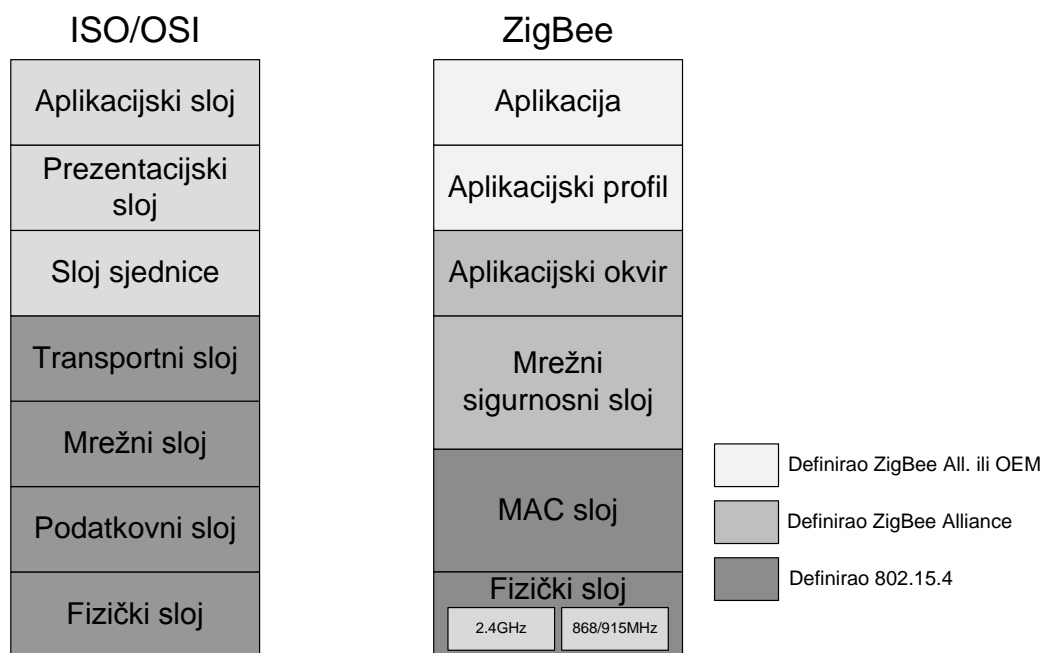 ISO/OSI
Aplikacijski sloj
Prezentacijski
sloj
Sloj sjednice
Transportni sloj
Mrežni sloj
Podatkovni sloj
Fizički sloj
ZigBee
Aplikacija
Aplikacijski profil
Aplikacijski okvir
Mrežni
sigurnosni sloj
MAC sloj
Fizički sloj
2.4GHz
868/915MHz
Definirao ZigBee All. ili OEM
Definirao ZigBee Alliance
Definirao 802.15.4